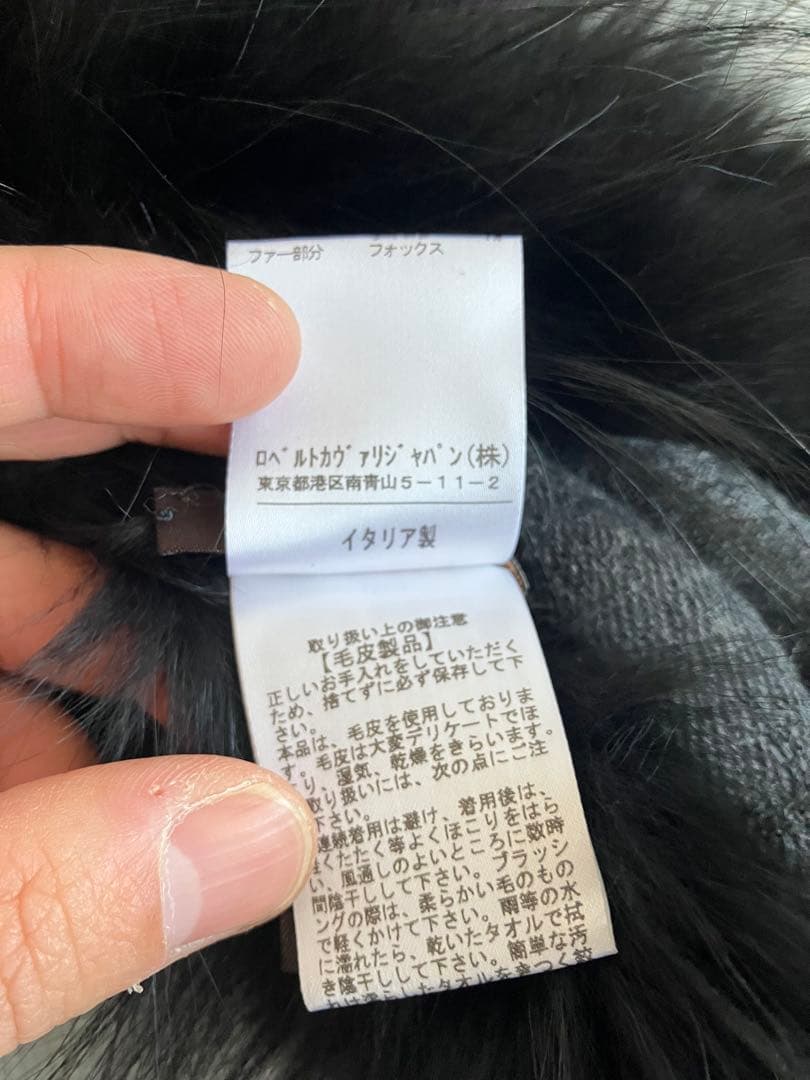 ファー部分 フォックス
ロベルトカヴァリジャパン(株)
東京都港区南青山5-11-2
イタリア製
取り扱い上の御注意
【毛皮製品】
正しいお手入れをしていただく
ため、捨てずに必ず保存して下
さい。
本品は、毛皮を使用しておりま
す。毛皮は大変デリケートでほ
り、湿気、乾燥をきらいます。
取り扱いには、次の点にご注
下さい。
連続着用は避け、着用後は、
軽くたたく等よくほこりをはら
い、風通しのよいところに数時
間陰干しして下さい。ブラッシ
ングの際は、柔らかい毛のもの
で軽くかけて下さい。雨等の水
に濡れたら、乾いたタオルで拭
き陰干しして下さい。簡単な汚